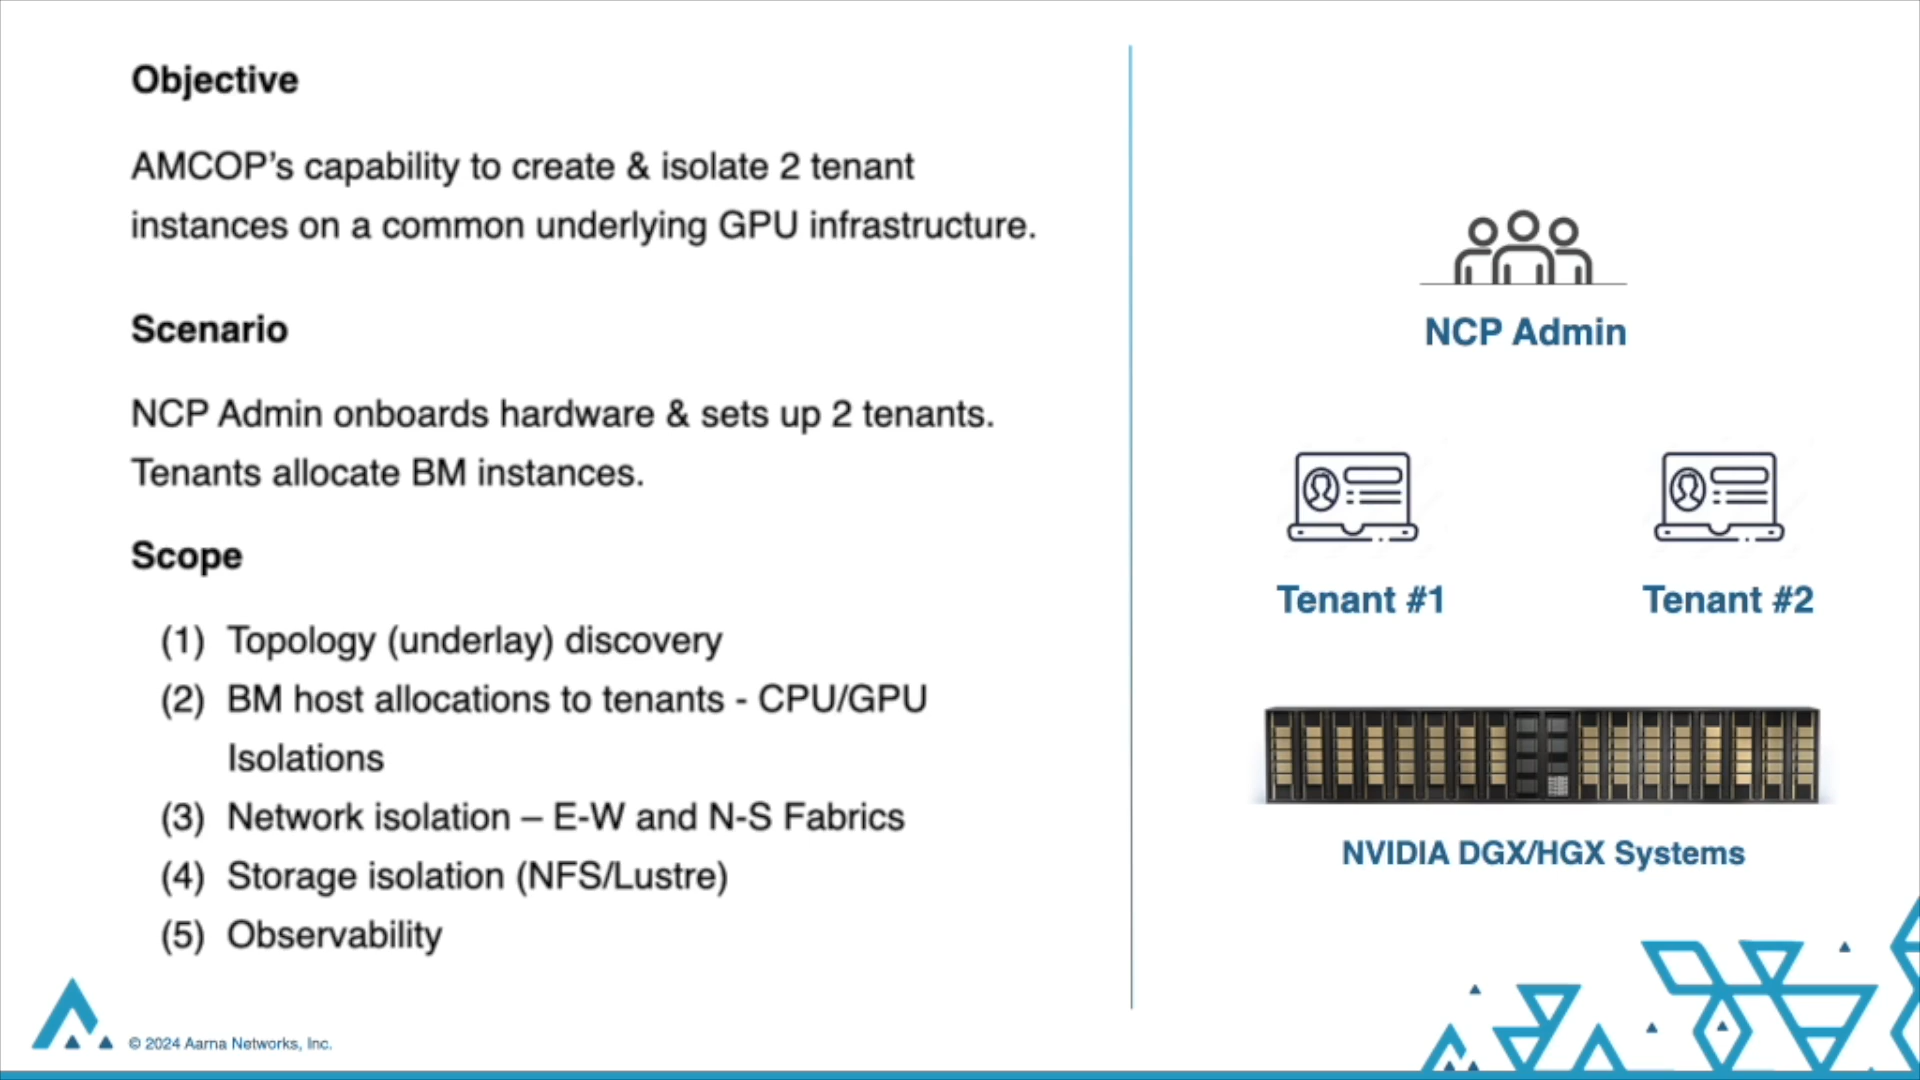 Objective
AMCOP’s capability to create & isolate 2 tenant
instances on a common underlying GPU infrastructure.
Scenario
NCP Admin onboards hardware & sets up 2 tenants.
Tenants allocate BM instances.
Scope
(1) Topology (underlay) discovery
(2) BM host allocations to tenants - CPU/GPU
Isolations
(3) Network isolation – E-W and N-S Fabrics
(4) Storage isolation (NFS/Lustre)
(5) Observability
NCP Admin
Tenant #1
Tenant #2
NVIDIA DGX/HGX Systems
© 2024 Aarna Networks, Inc.